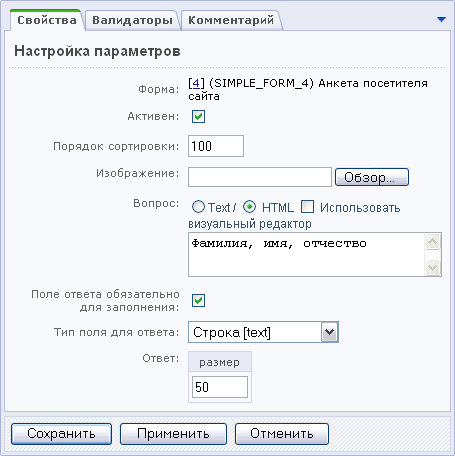 Свойства Валидаторы Комментарий
Настройка параметров
Форма: [4] (SIMPLE_FORM_4) Анкета посетителя
сайта
Активен:
Порядок сортировки: 100
Изображение: Обзор...
Вопрос: Text / HTML Использовать
визуальный редактор
Фамилия, имя, отчество
Поле ответа обязательно
для заполнения:
Тип поля для ответа: Строка [text]
Ответ: размер
50
Сохранить Применить Отменить